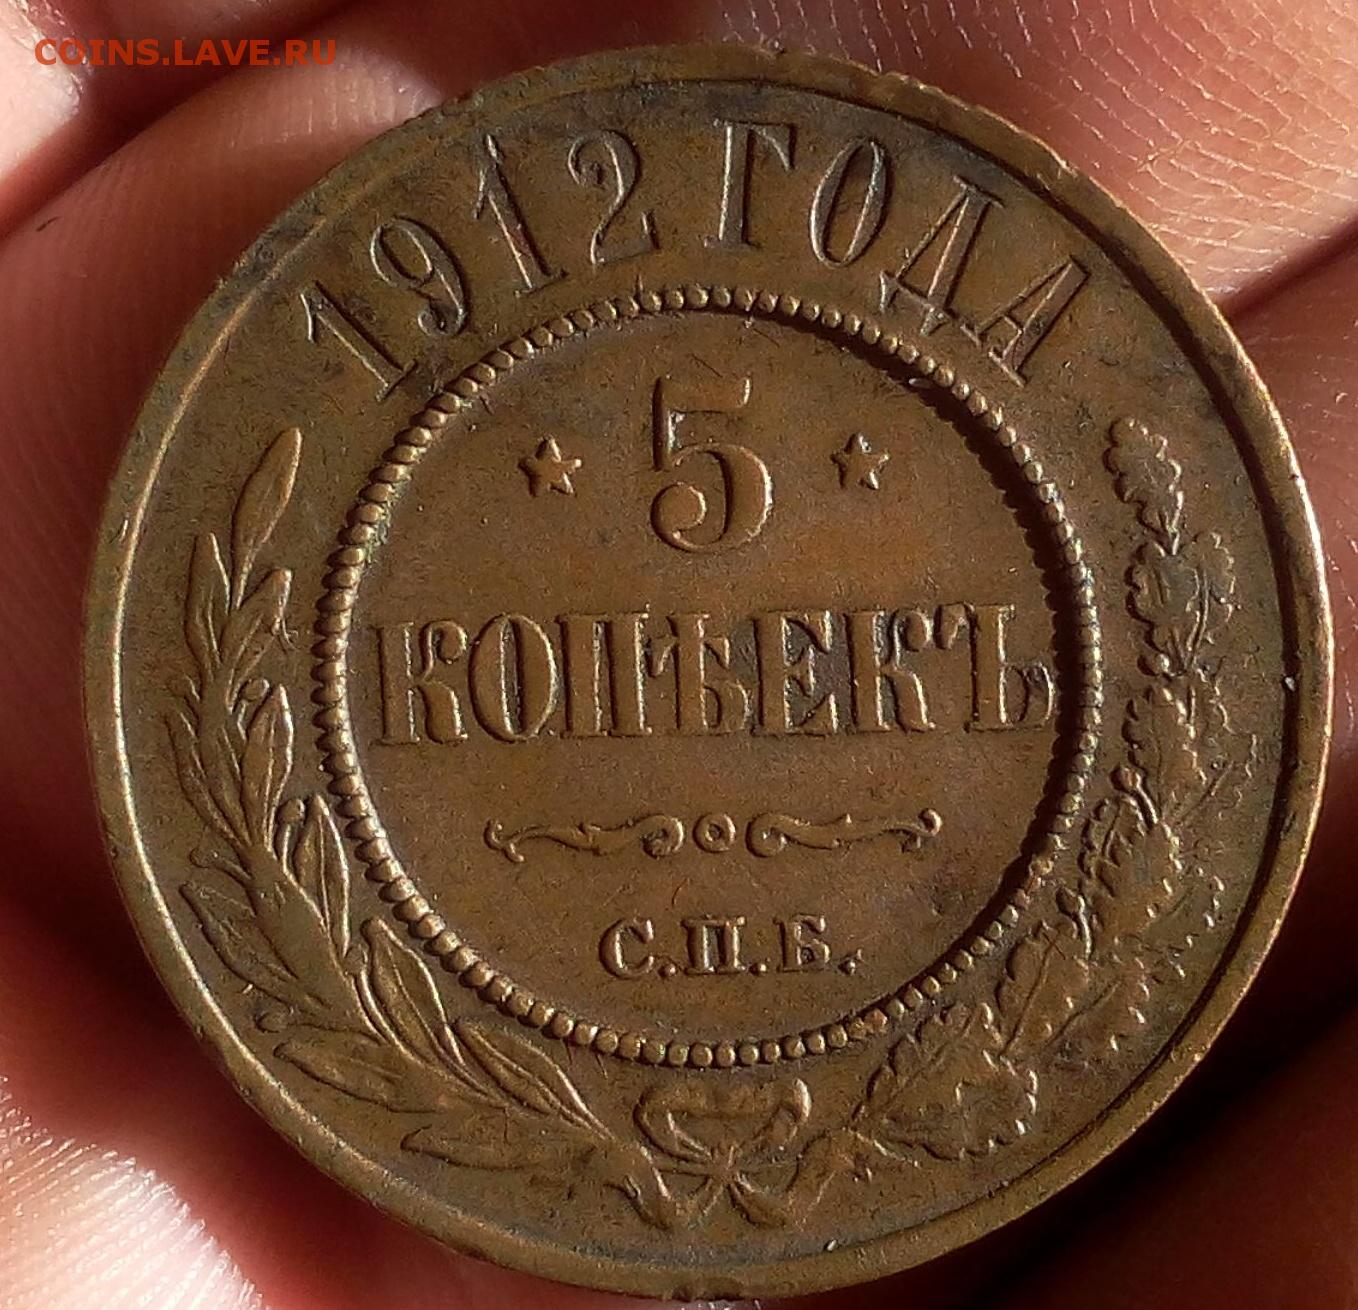 COINS.LAVE.RU
1912 ГОДА
5
КОПѢЕКЪ
С.П.Б.